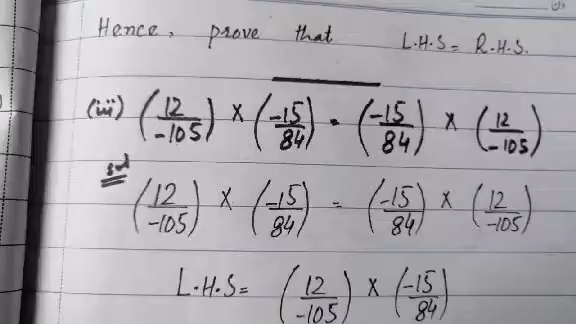 Hence, prove that L.H.S = R.H.S.
(iii) (12/-105) × (-15/84) = (-15/84) × (12/-105)
Sol
(12/-105) × (-15/84) = (-15/84) × (12/-105)
L.H.S = (12/-105) × (-15/84)